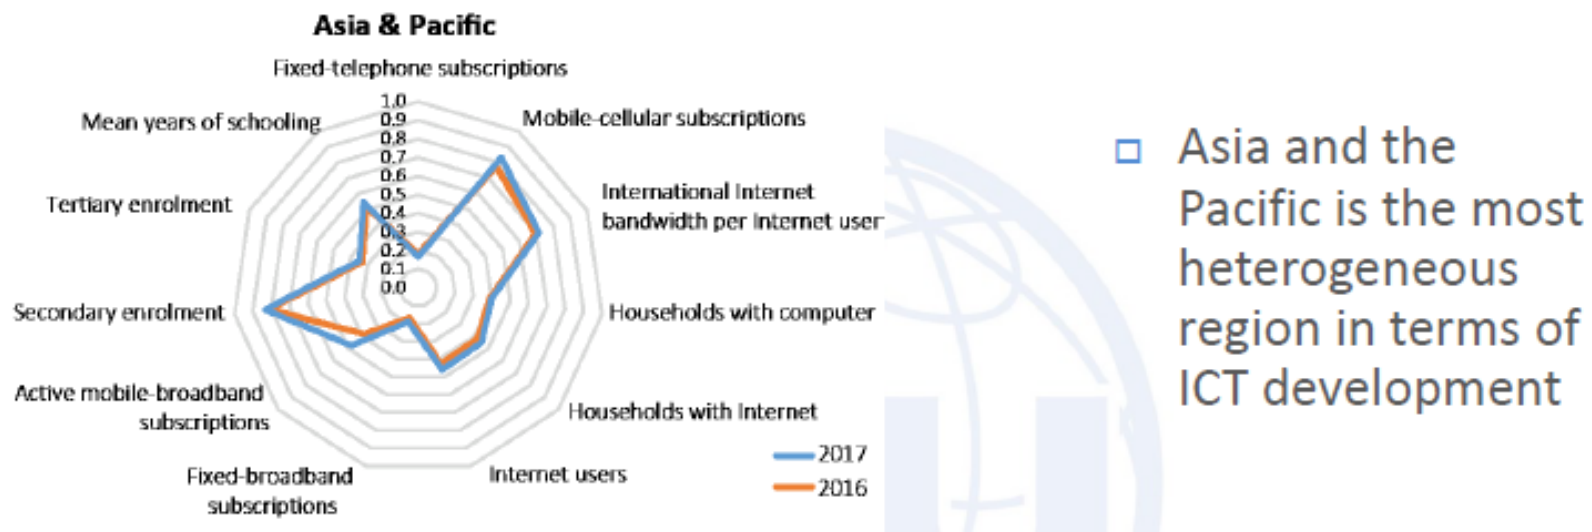 Asia & Pacific
Fixed-telephone subscriptions
1.0
0.9
0.8
0.7
0.6
0.5
0.4
0.3
0.2
0.1
0.0
Mobile-cellular subscriptions
International Internet
bandwidth per Internet user
Households with computer
Households with Internet
Internet users
Fixed-broadband
subscriptions
Active mobile-broadband
subscriptions
Secondary enrolment
Tertiary enrolment
Mean years of schooling
2017
2016
Asia and the
Pacific is the most
heterogeneous
region in terms of
ICT development